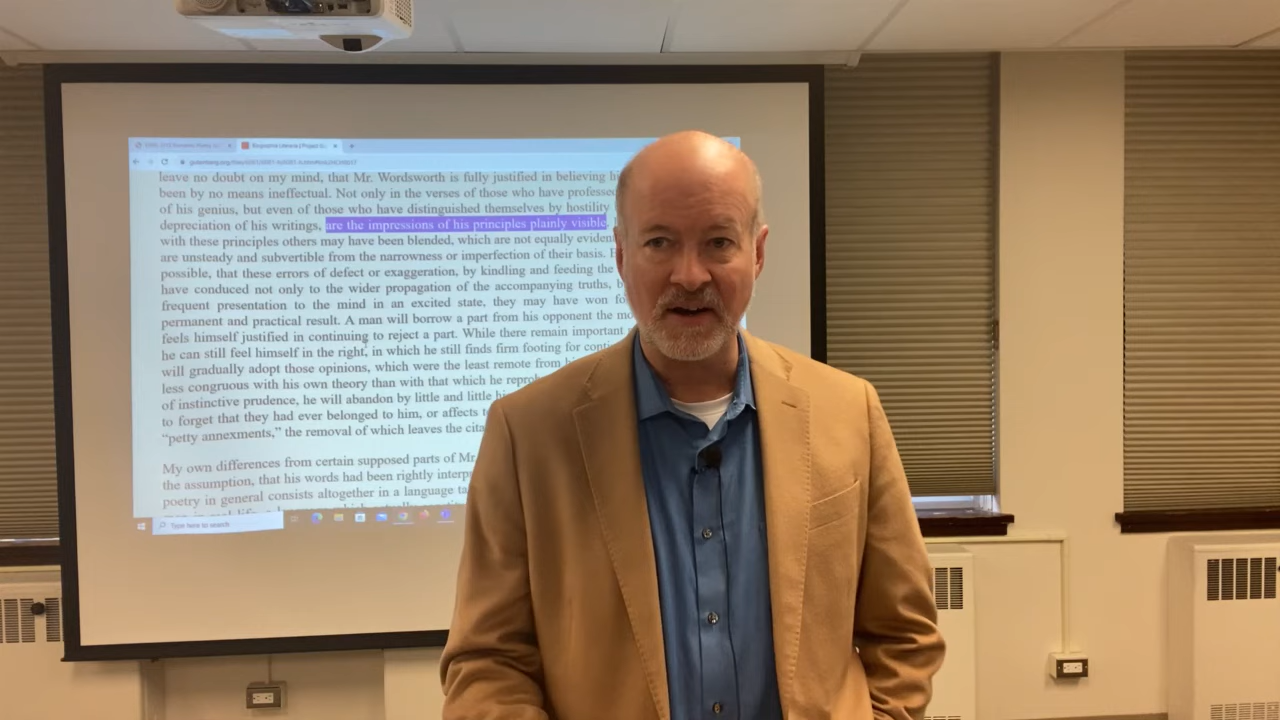 leave no doubt on my mind, that Mr. Wordsworth is fully justified in believing
been by no means ineffectual. Not only in the verses of those who have professe
of his genius, but even of those who have distinguished themselves by hostility
depreciation of his writings, are the impressions of his principles plainly visible.
with these principles others may have been blended, which are not equally evident
are unsteady and subvertible from the narrowness or imperfection of their basis.
possible, that these errors of defect or exaggeration, by kindling and feeding the
have conducted not only to the wider propagation of the accompanying truths,
frequent presentation to the mind in an excited state, they may have won
permanent and practical result. A man will borrow a part from his opponent the
feels himself justified in continuing to reject a part. While there remain important
he can still feel himself in the right, in which he still finds firm footing for
will gradually adopt those opinions, which were the least remote from
less congruous with his own theory than with that which he
of instinctive prudence, he will abandon by little and little
to forget that they had ever belonged to him, or affects
“petty annexments,” the removal of which leaves the
My own differences from certain supposed parts of Mr.
the assumption, that his words had been rightly
poetry in general consists altogether in a language
Type here to search